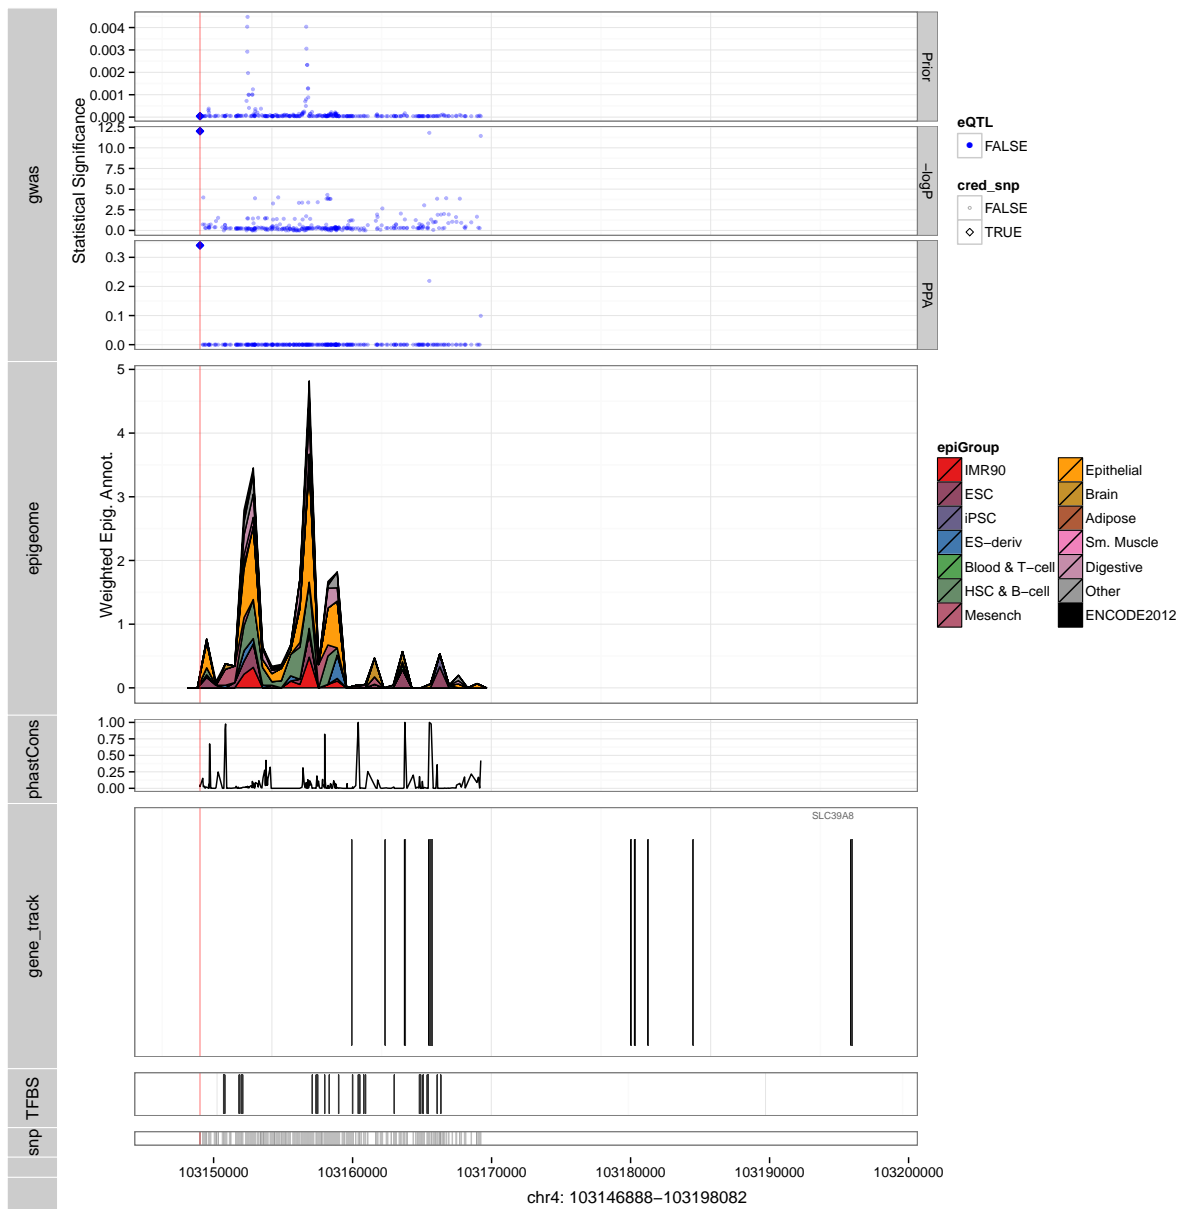 gwas
Statistical Significance
0.004
0.003
0.002
0.001
0.000
Prior
12.5
10.0
7.5
5.0
2.5
0.0
−logP
0.3
0.2
0.1
0.0
PPA
eQTL
FALSE
cred_snp
FALSE
TRUE
epigeome
Weighted Epig. Annot.
5
4
3
2
1
0
epiGroup
IMR90
ESC
iPSC
ES−deriv
Blood & T−cell
HSC & B−cell
Mesench
Epithelial
Brain
Adipose
Sm. Muscle
Digestive
Other
ENCODE2012
phastCons
1.00
0.75
0.50
0.25
0.00
gene_track
SLC39A8
TFBS
snp
103150000 103160000 103170000 103180000 103190000 103200000
chr4: 103146888−103198082